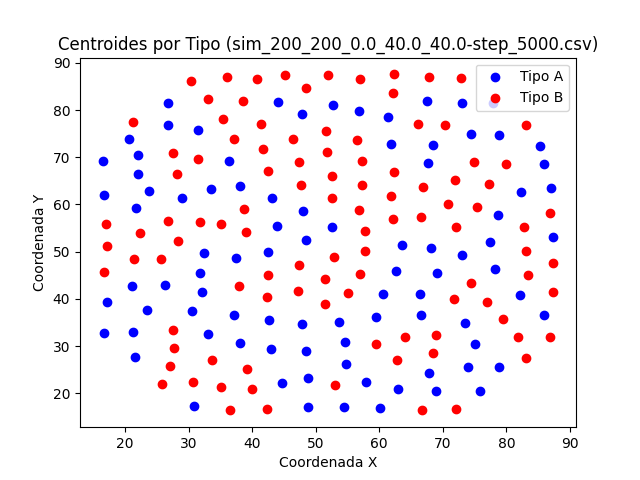 Centroides por Tipo (sim_200_200_0.0_40.0_40.0-step_5000.csv)
Tipo A
Tipo B
90
80
70
60
50
40
30
20
Coordenada Y
20 30 40 50 60 70 80 90
Coordenada X